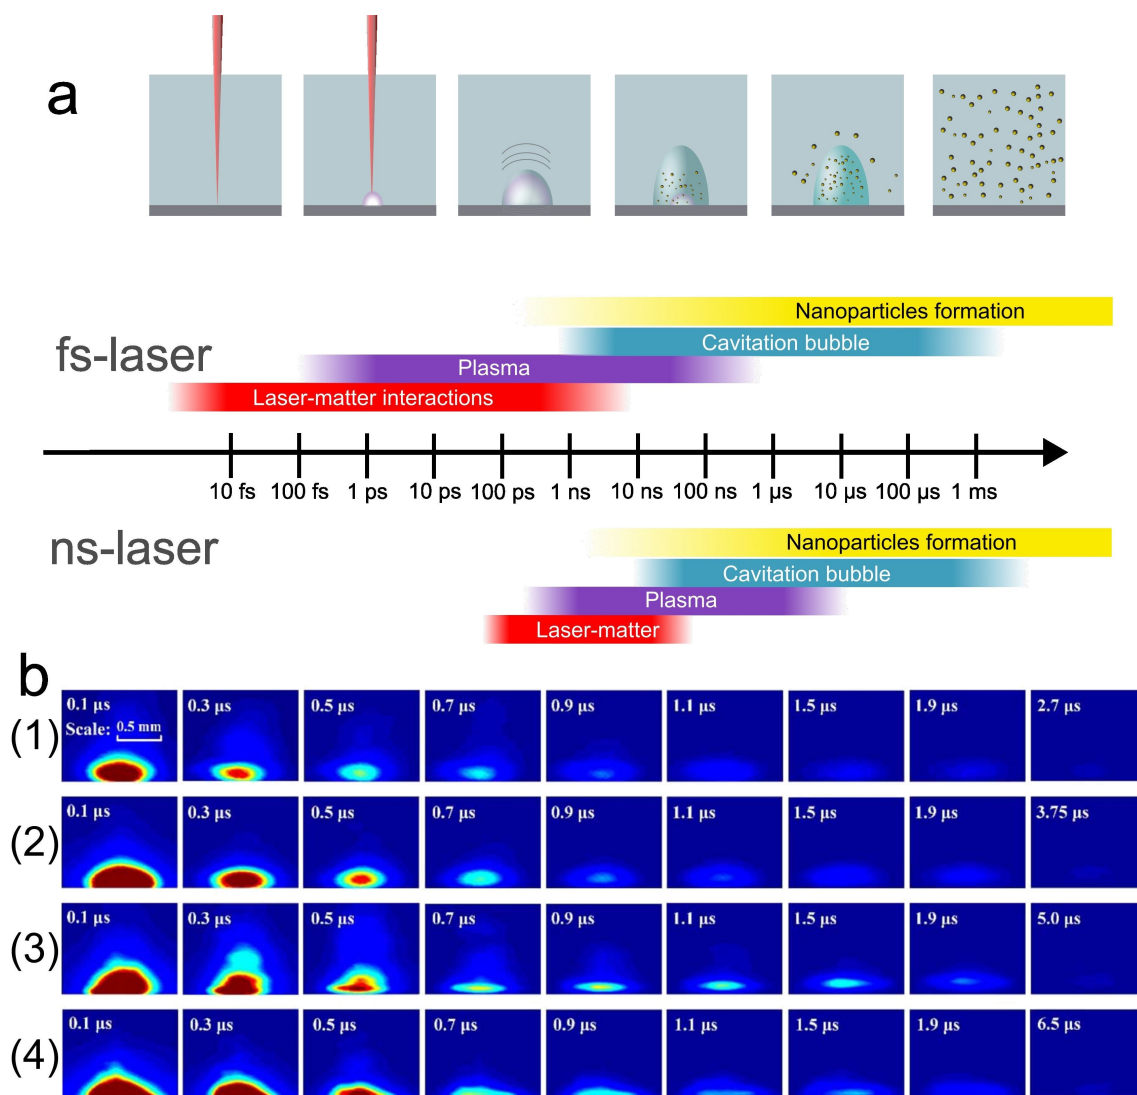 a
Nanoparticles formation
fs-laser
Cavitation bubble
Plasma
Laser-matter interactions
10 fs 100 fs 1 ps 10 ps 100 ps 1 ns 10 ns 100 ns 1 µs 10 µs 100 µs 1 ms
ns-laser
Nanoparticles formation
Cavitation bubble
Plasma
Laser-matter
b
(1)
0.1 µs 0.3 µs 0.5 µs 0.7 µs 0.9 µs 1.1 µs 1.5 µs 1.9 µs 2.7 µs
Scale: 0.5 mm
(2)
0.1 µs 0.3 µs 0.5 µs 0.7 µs 0.9 µs 1.1 µs 1.5 µs 1.9 µs 3.75 µs
(3)
0.1 µs 0.3 µs 0.5 µs 0.7 µs 0.9 µs 1.1 µs 1.5 µs 1.9 µs 5.0 µs
(4)
0.1 µs 0.3 µs 0.5 µs 0.7 µs 0.9 µs 1.1 µs 1.5 µs 1.9 µs 6.5 µs